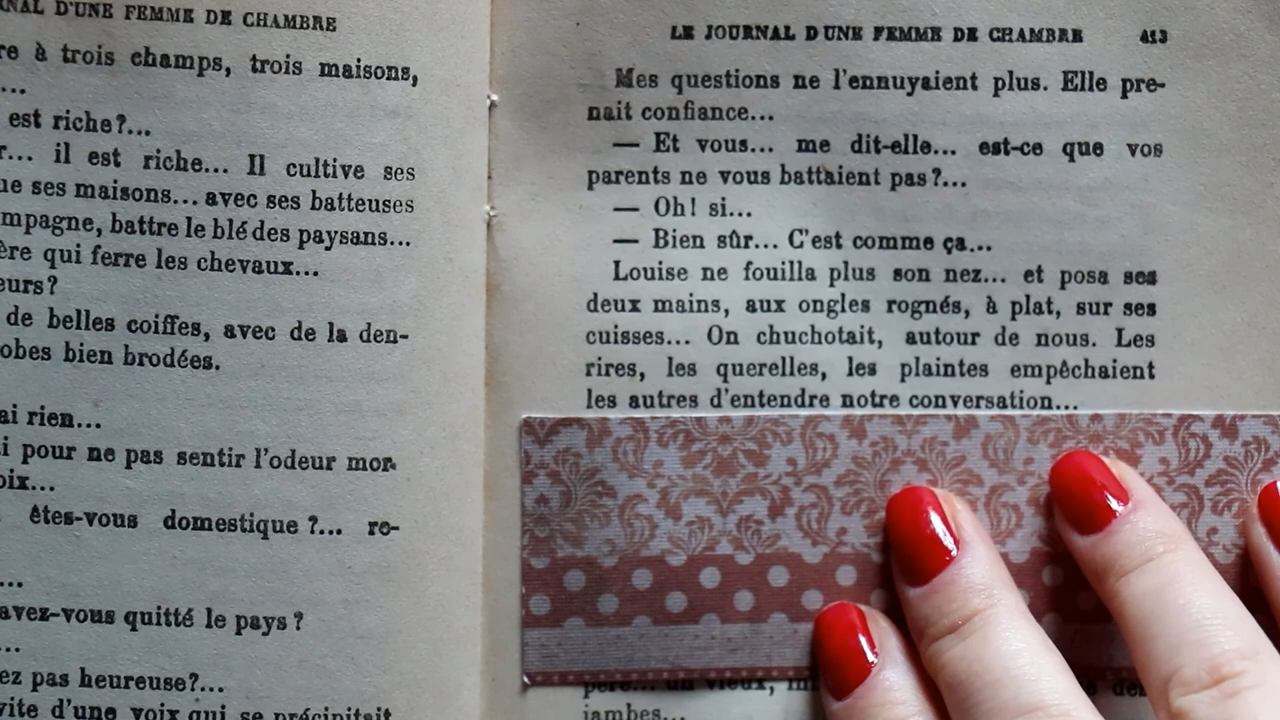 NAL D'UNE FEMME DE CHAMBRE
re à trois champs, trois maisons,
...
est riche?...
r... il est riche... Il cultive ses
ue ses maisons... avec ses batteuses
mpagne, battre le blé des paysans...
ère qui ferre les chevaux...
eurs?
de belles coiffes, avec de la den-
obes bien brodées.
ai rien...
i pour ne pas sentir l'odeur mor-
oix...
êtes-vous domestique?... re-
...
avez-vous quitté le pays?
...
ez pas heureuse?...
vite d'une voix qui se précipitait
LE JOURNAL D'UNE FEMME DE CHAMBRE 413
Mes questions ne l'ennuyaient plus. Elle pre-
nait confiance...
— Et vous... me dit-elle... est-ce que vos
parents ne vous battaient pas?...
— Oh! si...
— Bien sûr... C'est comme ça...
Louise ne fouilla plus son nez... et posa ses
deux mains, aux ongles rognés, à plat, sur ses
cuisses... On chuchotait, autour de nous. Les
rires, les querelles, les plaintes empêchaient
les autres d'entendre notre conversation...
père... un vieux,
jambes...